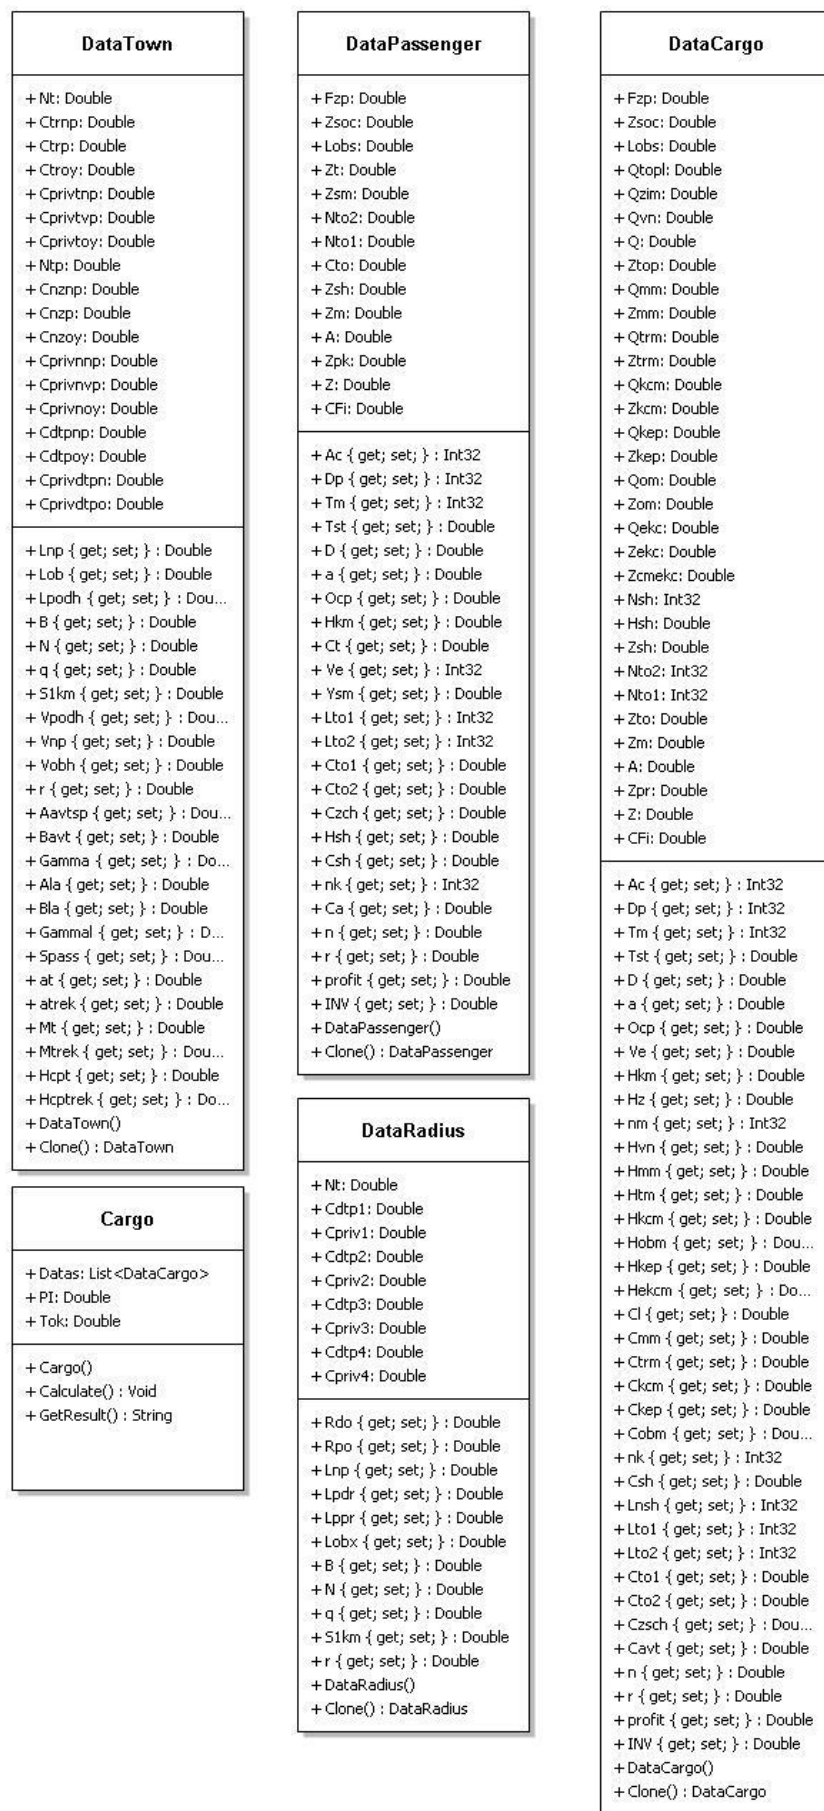 DataTown
+ Nt: Double
+ Ctrnp: Double
+ Ctrp: Double
+ Ctroy: Double
+ Cprivtnp: Double
+ Cprivtvp: Double
+ Cprivtoy: Double
+ Ntp: Double
+ Cnznp: Double
+ Cnzp: Double
+ Cnzoy: Double
+ Cprivnnp: Double
+ Cprivnvp: Double
+ Cprivnoy: Double
+ Cdtpnp: Double
+ Cdtpoy: Double
+ Cprivdtpn: Double
+ Cprivdtpo: Double
+ Lnp { get; set; } : Double
+ Lob { get; set; } : Double
+ Lpodh { get; set; } : Dou...
+ B { get; set; } : Double
+ N { get; set; } : Double
+ q { get; set; } : Double
+ S1km { get; set; } : Double
+ Vpodh { get; set; } : Dou...
+ Vnp { get; set; } : Double
+ Vobh { get; set; } : Double
+ r { get; set; } : Double
+ Aavtsp { get; set; } : Dou...
+ Bavt { get; set; } : Double
+ Gamma { get; set; } : Do...
+ Ala { get; set; } : Double
+ Bla { get; set; } : Double
+ Gammal { get; set; } : D...
+ Spass { get; set; } : Dou...
+ at { get; set; } : Double
+ atrek { get; set; } : Double
+ Mt { get; set; } : Double
+ Mtrek { get; set; } : Dou...
+ Hcpt { get; set; } : Double
+ Hcptrek { get; set; } : Do...
+ DataTown()
+ Clone() : DataTown
Cargo
+ Datas: List<DataCargo>
+ PI: Double
+ Tok: Double
+ Cargo()
+ Calculate() : Void
+ GetResult() : String
DataPassenger
+ Fzp: Double
+ Zsoc: Double
+ Lobs: Double
+ Zt: Double
+ Zsm: Double
+ Nto2: Double
+ Nto1: Double
+ Cto: Double
+ Zsh: Double
+ Zm: Double
+ A: Double
+ Zpk: Double
+ Z: Double
+ CFi: Double
+ Ac { get; set; } : Int32
+ Dp { get; set; } : Int32
+ Tm { get; set; } : Int32
+ Tst { get; set; } : Double
+ D { get; set; } : Double
+ a { get; set; } : Double
+ Ocp { get; set; } : Double
+ Hkm { get; set; } : Double
+ Ct { get; set; } : Double
+ Ve { get; set; } : Int32
+ Ysm { get; set; } : Double
+ Lto1 { get; set; } : Int32
+ Lto2 { get; set; } : Int32
+ Cto1 { get; set; } : Double
+ Cto2 { get; set; } : Double
+ Czch { get; set; } : Double
+ Hsh { get; set; } : Double
+ Csh { get; set; } : Double
+ nk { get; set; } : Int32
+ Ca { get; set; } : Double
+ n { get; set; } : Double
+ r { get; set; } : Double
+ profit { get; set; } : Double
+ INV { get; set; } : Double
+ DataPassenger()
+ Clone() : DataPassenger
DataRadius
+ Nt: Double
+ Cdtp1: Double
+ Cpriv1: Double
+ Cdtp2: Double
+ Cpriv2: Double
+ Cdtp3: Double
+ Cpriv3: Double
+ Cdtp4: Double
+ Cpriv4: Double
+ Rdo { get; set; } : Double
+ Rpo { get; set; } : Double
+ Lnp { get; set; } : Double
+ Lpdr { get; set; } : Double
+ Lppr { get; set; } : Double
+ Lobx { get; set; } : Double
+ B { get; set; } : Double
+ N { get; set; } : Double
+ q { get; set; } : Double
+ S1km { get; set; } : Double
+ r { get; set; } : Double
+ DataRadius()
+ Clone() : DataRadius
DataCargo
+ Fzp: Double
+ Zsoc: Double
+ Lobs: Double
+ Qtopl: Double
+ Qzim: Double
+ Qvn: Double
+ Q: Double
+ Ztop: Double
+ Qmm: Double
+ Zmm: Double
+ Qtrm: Double
+ Ztrm: Double
+ Qkcm: Double
+ Zkcm: Double
+ Qkep: Double
+ Zkep: Double
+ Qom: Double
+ Zom: Double
+ Qekc: Double
+ Zekc: Double
+ Zcmekc: Double
+ Nsh: Int32
+ Hsh: Double
+ Zsh: Double
+ Nto2: Int32
+ Nto1: Int32
+ Zto: Double
+ Zm: Double
+ A: Double
+ Zpr: Double
+ Z: Double
+ CFi: Double
+ Ac { get; set; } : Int32
+ Dp { get; set; } : Int32
+ Tm { get; set; } : Int32
+ Tst { get; set; } : Double
+ D { get; set; } : Double
+ a { get; set; } : Double
+ Ocp { get; set; } : Double
+ Ve { get; set; } : Double
+ Hkm { get; set; } : Double
+ Hz { get; set; } : Double
+ nm { get; set; } : Int32
+ Hvn { get; set; } : Double
+ Hmm { get; set; } : Double
+ Htm { get; set; } : Double
+ Hkcm { get; set; } : Double
+ Hobm { get; set; } : Dou...
+ Hkep { get; set; } : Double
+ Hekcm { get; set; } : Do...
+ Cl { get; set; } : Double
+ Cmm { get; set; } : Double
+ Ctrm { get; set; } : Double
+ Ckcm { get; set; } : Double
+ Ckep { get; set; } : Double
+ Cobm { get; set; } : Dou...
+ nk { get; set; } : Int32
+ Csh { get; set; } : Double
+ Lnsh { get; set; } : Int32
+ Lto1 { get; set; } : Int32
+ Lto2 { get; set; } : Int32
+ Cto1 { get; set; } : Double
+ Cto2 { get; set; } : Double
+ Czsch { get; set; } : Dou...
+ Cavt { get; set; } : Double
+ n { get; set; } : Double
+ r { get; set; } : Double
+ profit { get; set; } : Double
+ INV { get; set; } : Double
+ DataCargo()
+ Clone() : DataCargo